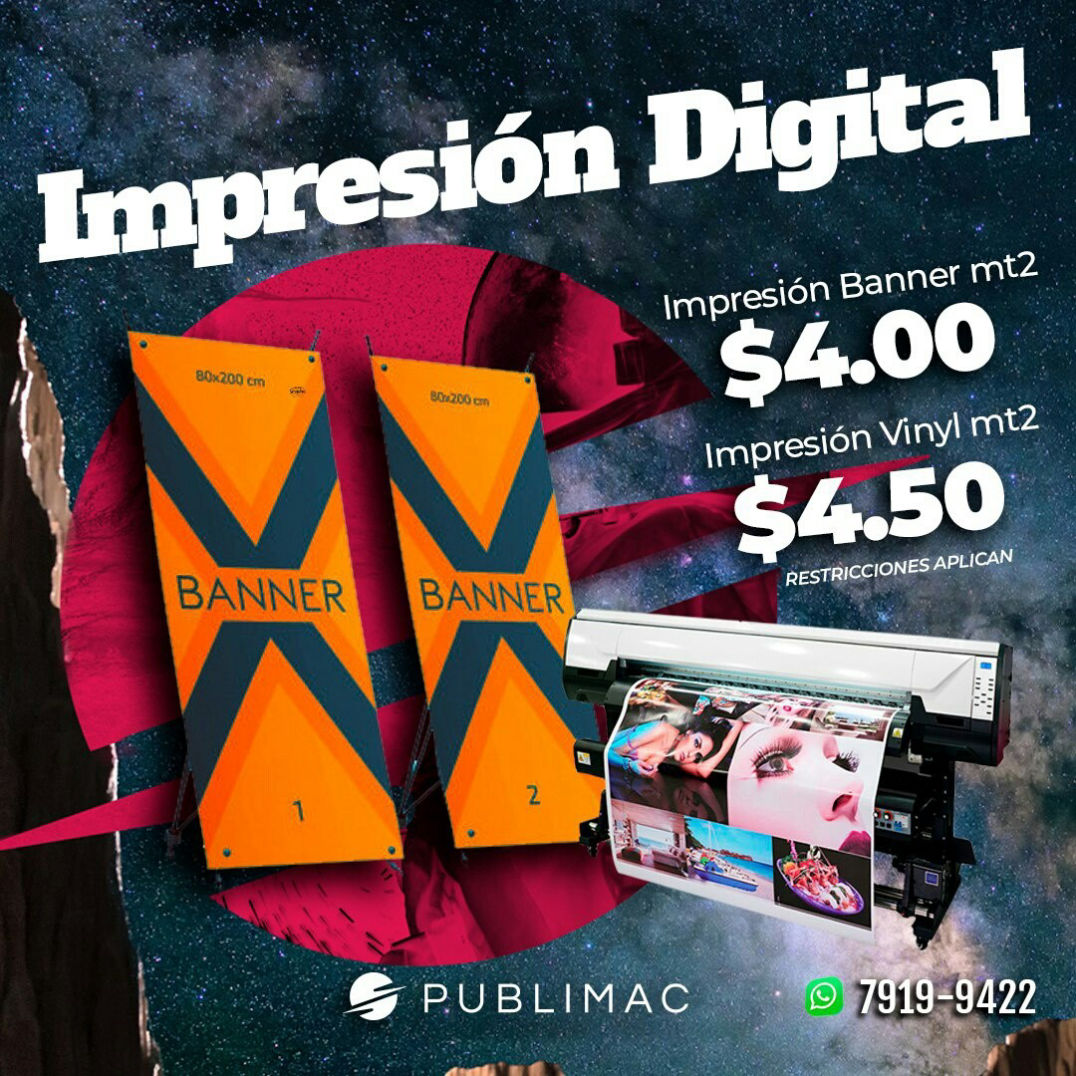 Impresión Digital
Impresión Banner mt2
$4.00
Impresión Vinyl mt2
$4.50
RESTRICCIONES APLICAN
80x200 cm
BANNER
1
80x200 cm
BANNER
2
PUBLIMAC
7919-9422